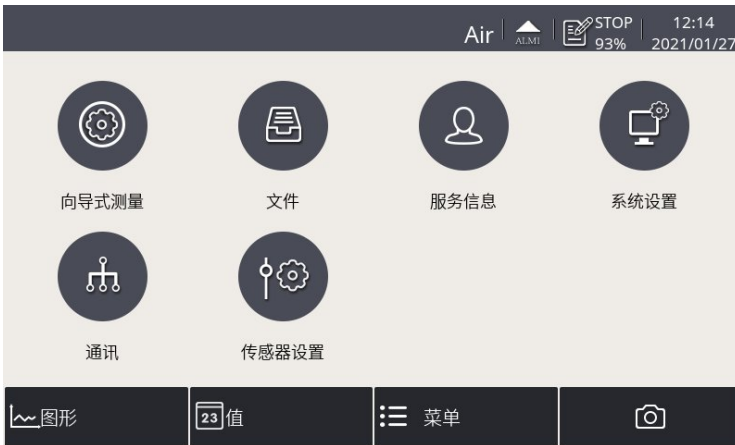 Air
ALMI
STOP
93%
12:14
2021/01/27
向导式测量
文件
服务信息
系统设置
通讯
传感器设置
图形
23
值
菜单